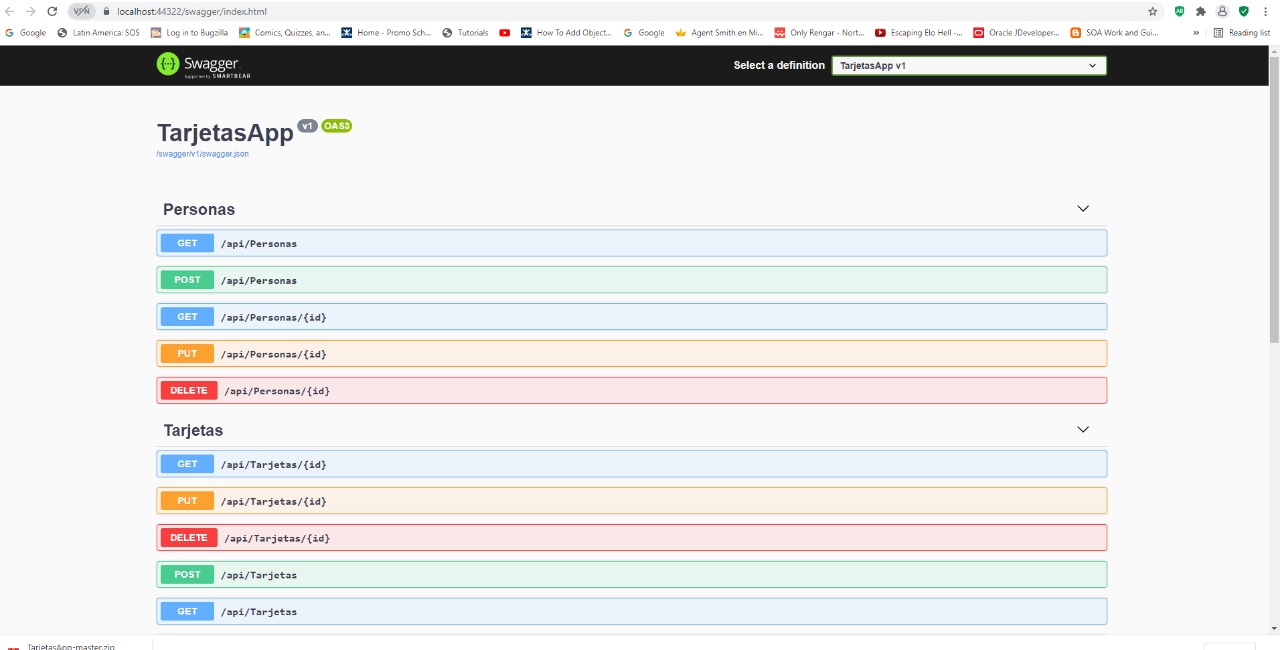 VPN localhost:44322/swagger/index.html
Google Latin America: SOS Log in to Bugzilla Comics, Quizzes, an... Home - Promo Sch... Tutorials How To Add Object... Google Agent Smith en Mi... Only Rengar - Nort... Escaping Elo Hell -... Oracle JDeveloper... SOA Work and Gui... » Reading list
Swagger
Supported by SMARTBEAR
Select a definition TarjetasApp v1
TarjetasApp v1 OAS3
/swagger/v1/swagger.json
Personas
GET /api/Personas
POST /api/Personas
GET /api/Personas/{id}
PUT /api/Personas/{id}
DELETE /api/Personas/{id}
Tarjetas
GET /api/Tarjetas/{id}
PUT /api/Tarjetas/{id}
DELETE /api/Tarjetas/{id}
POST /api/Tarjetas
GET /api/Tarjetas
TarjetasApp-master.zip